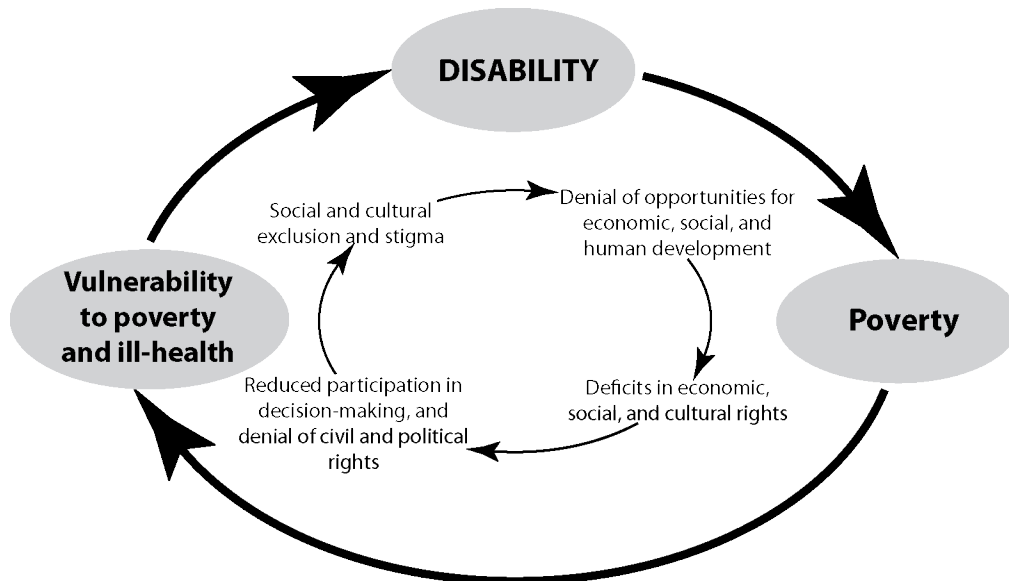 DISABILITY
Social and cultural
exclusion and stigma
Denial of opportunities for
economic, social, and
human development
Vulnerability
to poverty
and ill-health
Poverty
Reduced participation in
decision-making, and
denial of civil and political
rights
Deficits in economic,
social, and cultural rights